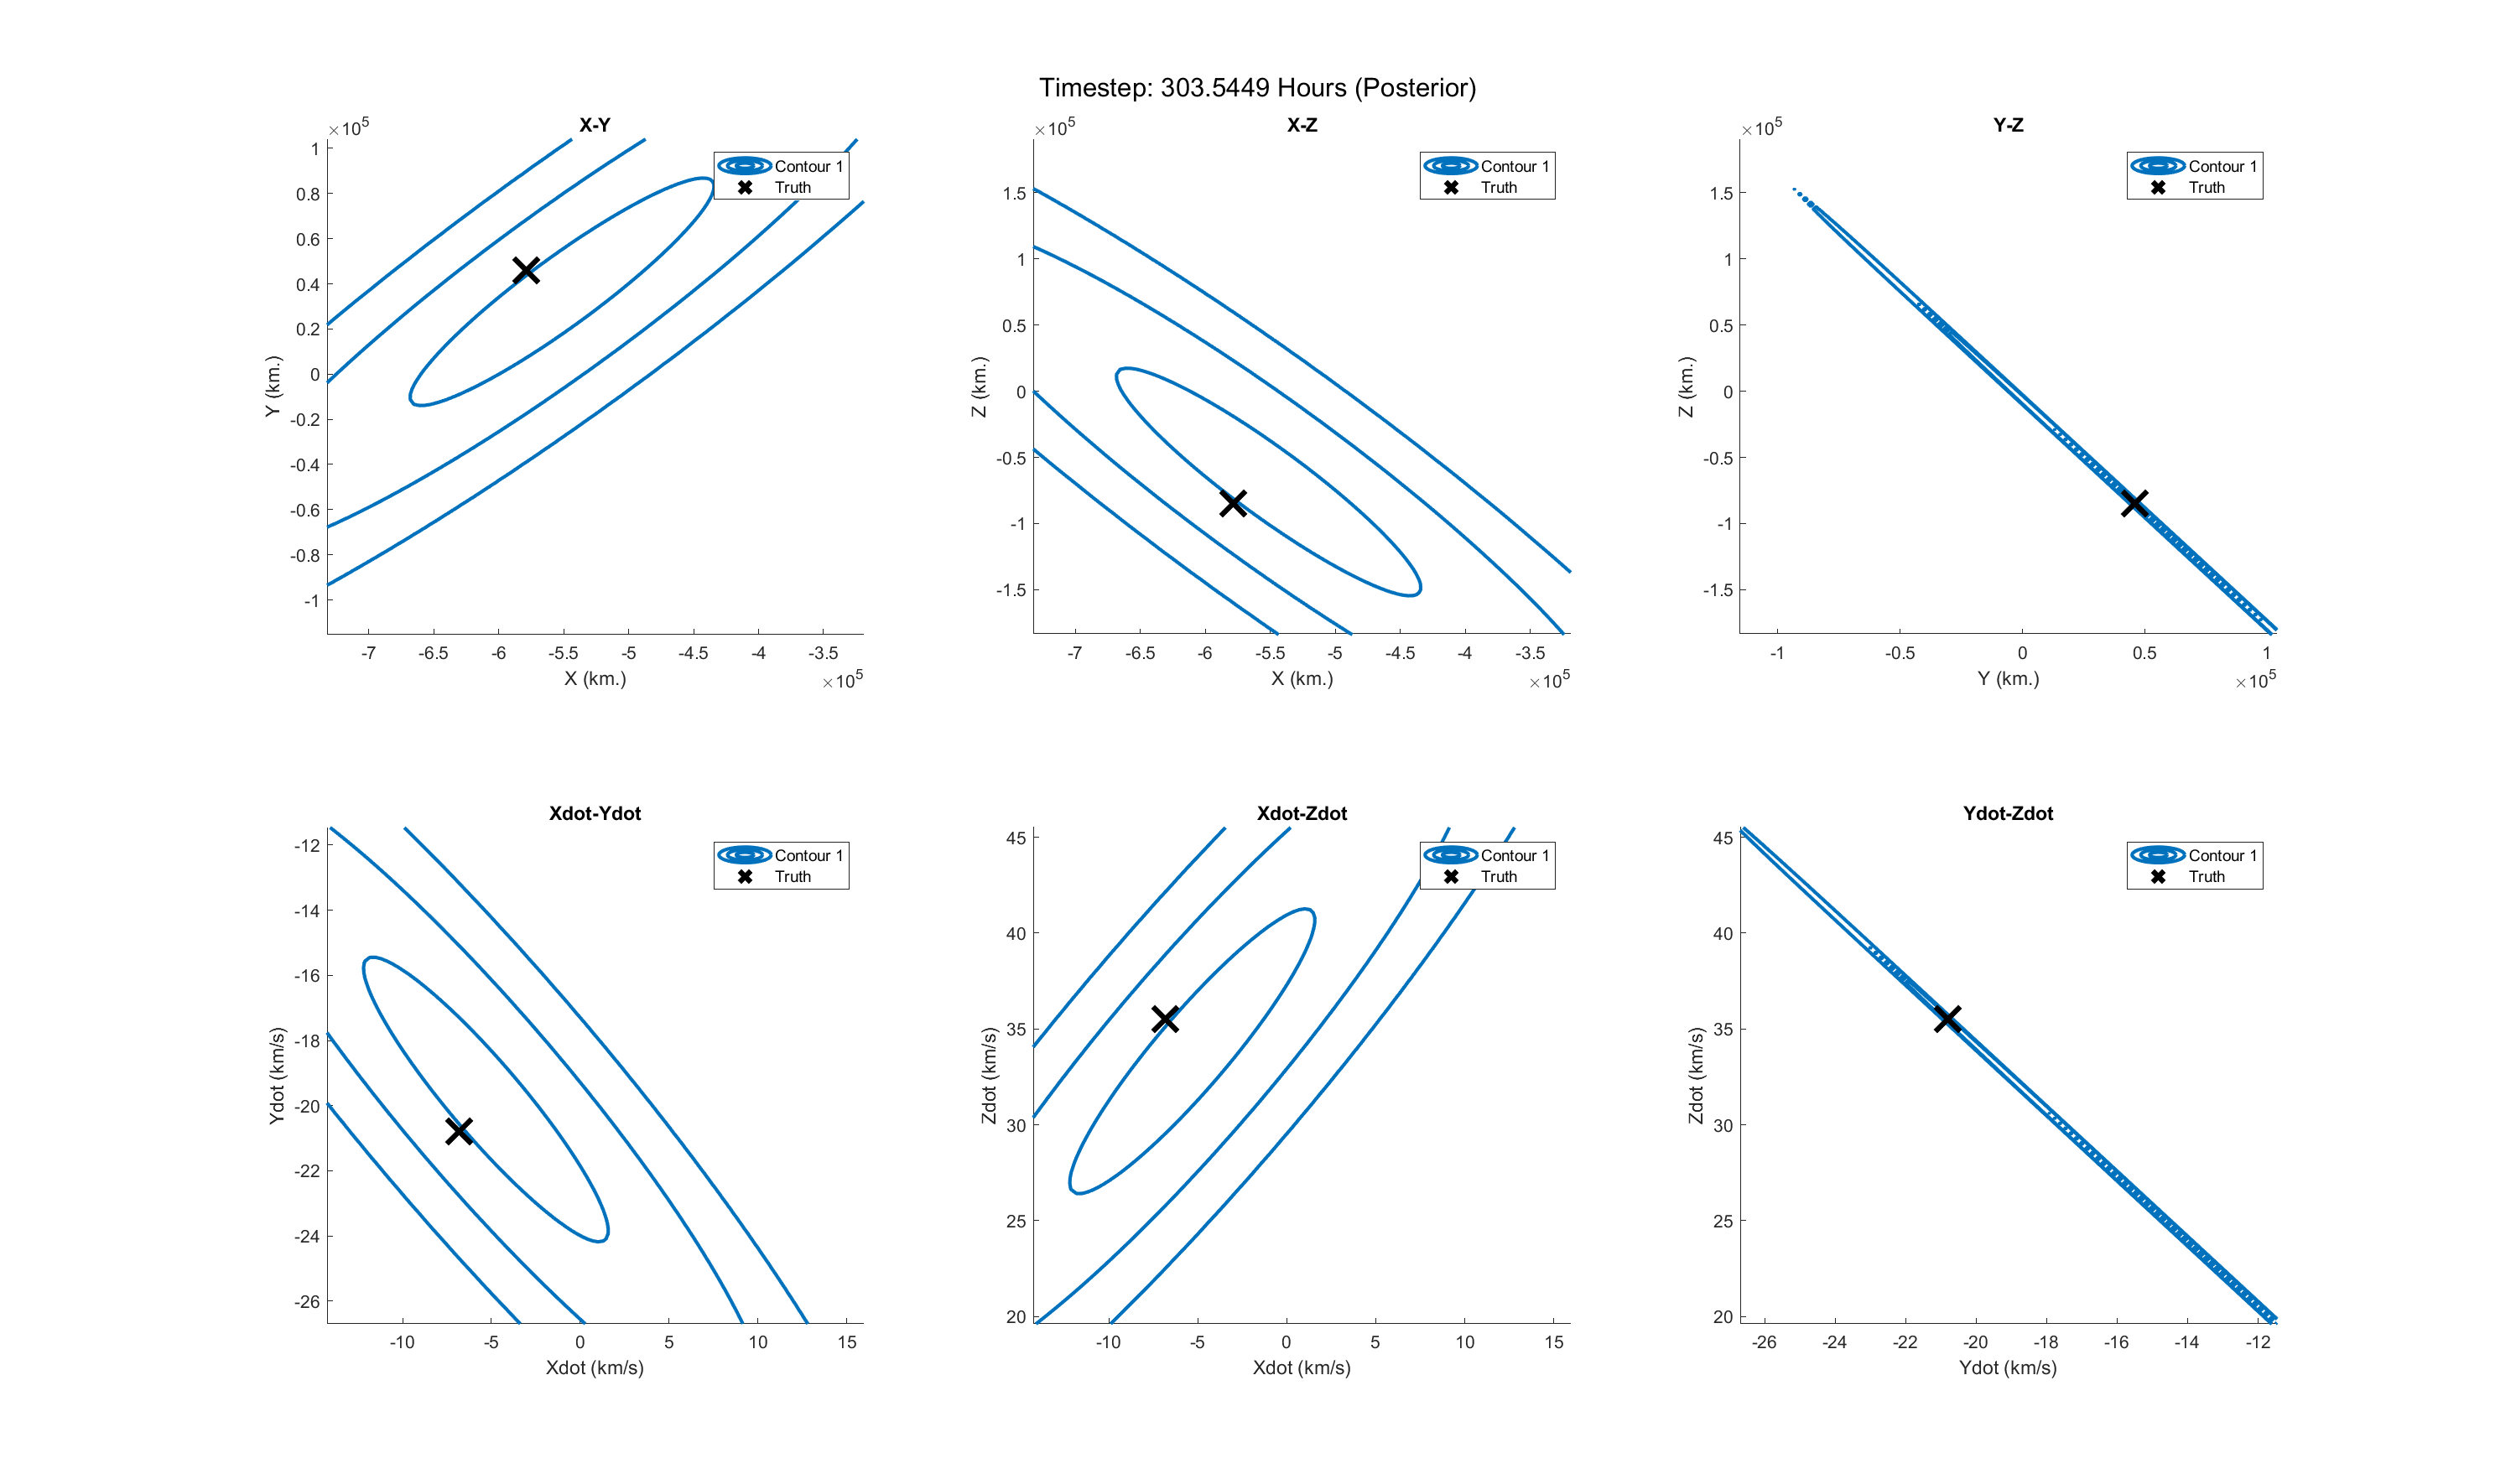 Timestep: 303.5449 Hours (Posterior)
X-Y
×10^5
1
0.8
0.6
0.4
0.2
0
-0.2
-0.4
-0.6
-0.8
-1
Y (km.)
-7 -6.5 -6 -5.5 -5 -4.5 -4 -3.5
X (km.)
×10^5
Contour 1
Truth
X-Z
×10^5
1.5
1
0.5
0
-0.5
-1
-1.5
Z (km.)
-7 -6.5 -6 -5.5 -5 -4.5 -4 -3.5
X (km.)
×10^5
Contour 1
Truth
Y-Z
×10^5
1.5
1
0.5
0
-0.5
-1
-1.5
Z (km.)
-1 -0.5 0 0.5 1
Y (km.)
×10^5
Contour 1
Truth
Xdot-Ydot
-12
-14
-16
-18
-20
-22
-24
-26
Ydot (km/s)
-10 -5 0 5 10 15
Xdot (km/s)
Contour 1
Truth
Xdot-Zdot
45
40
35
30
25
20
Zdot (km/s)
-10 -5 0 5 10 15
Xdot (km/s)
Contour 1
Truth
Ydot-Zdot
45
40
35
30
25
20
Zdot (km/s)
-26 -24 -22 -20 -18 -16 -14 -12
Ydot (km/s)
Contour 1
Truth